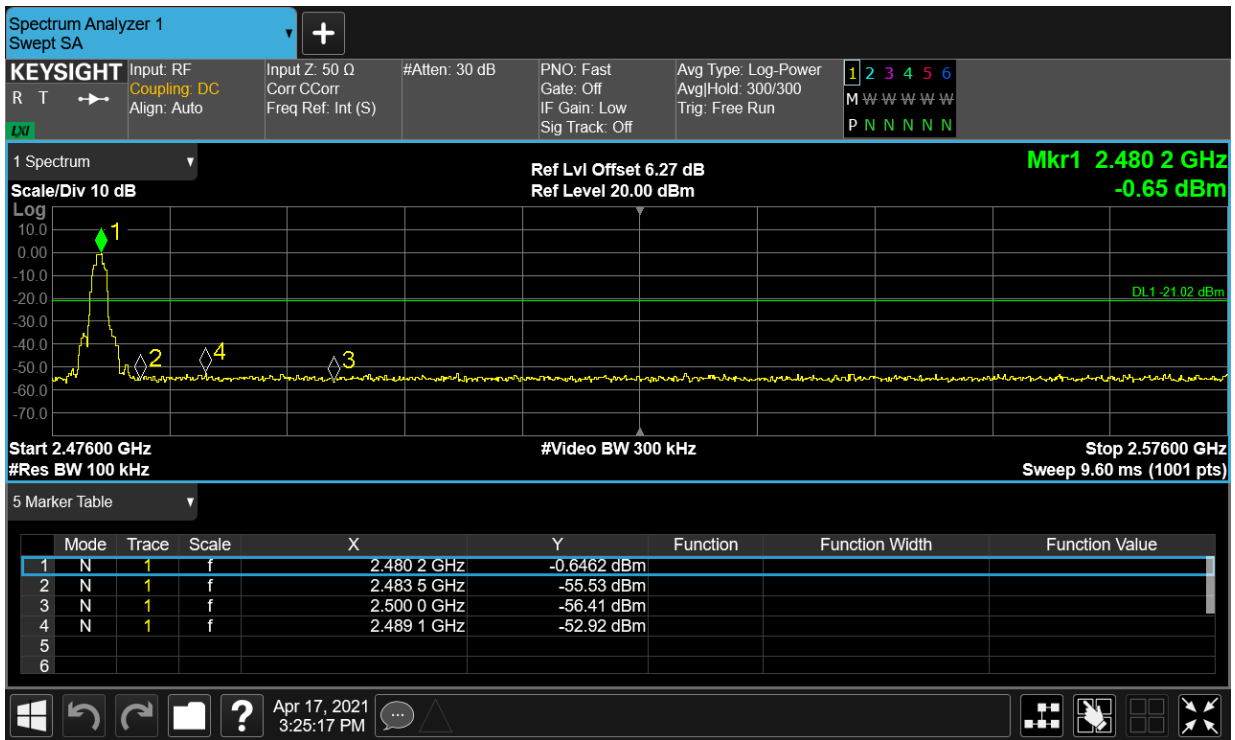 Spectrum Analyzer 1
Swept SA
KEYSIGHT
R T
LXI
Input: RF
Coupling: DC
Align: Auto
Input Z: 50 Ω
Corr CCorr
Freq Ref: Int (S)
#Atten: 30 dB
PNO: Fast
Gate: Off
IF Gain: Low
Sig Track: Off
Avg Type: Log-Power
Avg|Hold: 300/300
Trig: Free Run
1 2 3 4 5 6
M W W W W W
P N N N N N
1 Spectrum
Scale/Div 10 dB
Ref Lvl Offset 6.27 dB
Ref Level 20.00 dBm
Mkr1 2.480 2 GHz
-0.65 dBm
Log
10.0
0.00
-10.0
-20.0
-30.0
-40.0
-50.0
-60.0
-70.0
1
2
4
3
DL1 -21.02 dBm
Start 2.47600 GHz
#Video BW 300 kHz
Stop 2.57600 GHz
#Res BW 100 kHz
Sweep 9.60 ms (1001 pts)
5 Marker Table
Mode Trace Scale X Y Function Function Width Function Value
1 N 1 f 2.480 2 GHz -0.6462 dBm
2 N 1 f 2.483 5 GHz -55.53 dBm
3 N 1 f 2.500 0 GHz -56.41 dBm
4 N 1 f 2.489 1 GHz -52.92 dBm
5
6
?
Apr 17, 2021
3:25:17 PM